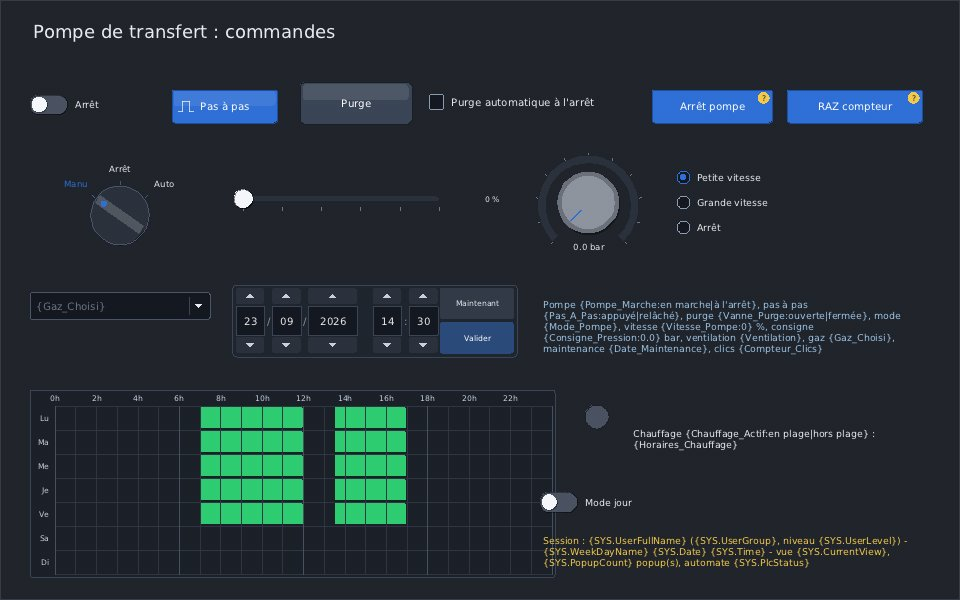 Pompe de transfert : commandes
Arrêt
Pas à pas
Purge
Purge automatique à l'arrêt
Arrêt pompe
?
RAZ compteur
?
Manu
Arrêt
Auto
0 %
0.0 bar
Petite vitesse
Grande vitesse
Arrêt
{Gaz_Choisi}
23 / 09 / 2026 14 : 30
Maintenant
Valider
Pompe {Pompe_Marche:en marche|à l'arrêt}, pas à pas
{Pas_A_Pas:appuyé|relâché}, purge {Vanne_Purge:ouverte|fermée}, mode
{Mode_Pompe}, vitesse {Vitesse_Pompe:0} %, consigne
{Consigne_Pression:0.0} bar, ventilation {Ventilation}, gaz {Gaz_Choisi},
maintenance {Date_Maintenance}, clics {Compteur_Clics}
0h 2h 4h 6h 8h 10h 12h 14h 16h 18h 20h 22h
Lu
Ma
Me
Je
Ve
Sa
Di
Chauffage {Chauffage_Actif:en plage|hors plage} :
{Horaires_Chauffage}
Mode jour
Session : {SYS.UserFullName} ({SYS.UserGroup}, niveau {SYS.UserLevel}) -
{SYS.WeekDayName} {SYS.Date} {SYS.Time} - vue {SYS.CurrentView},
{SYS.PopupCount} popup(s), automate {SYS.PlcStatus}